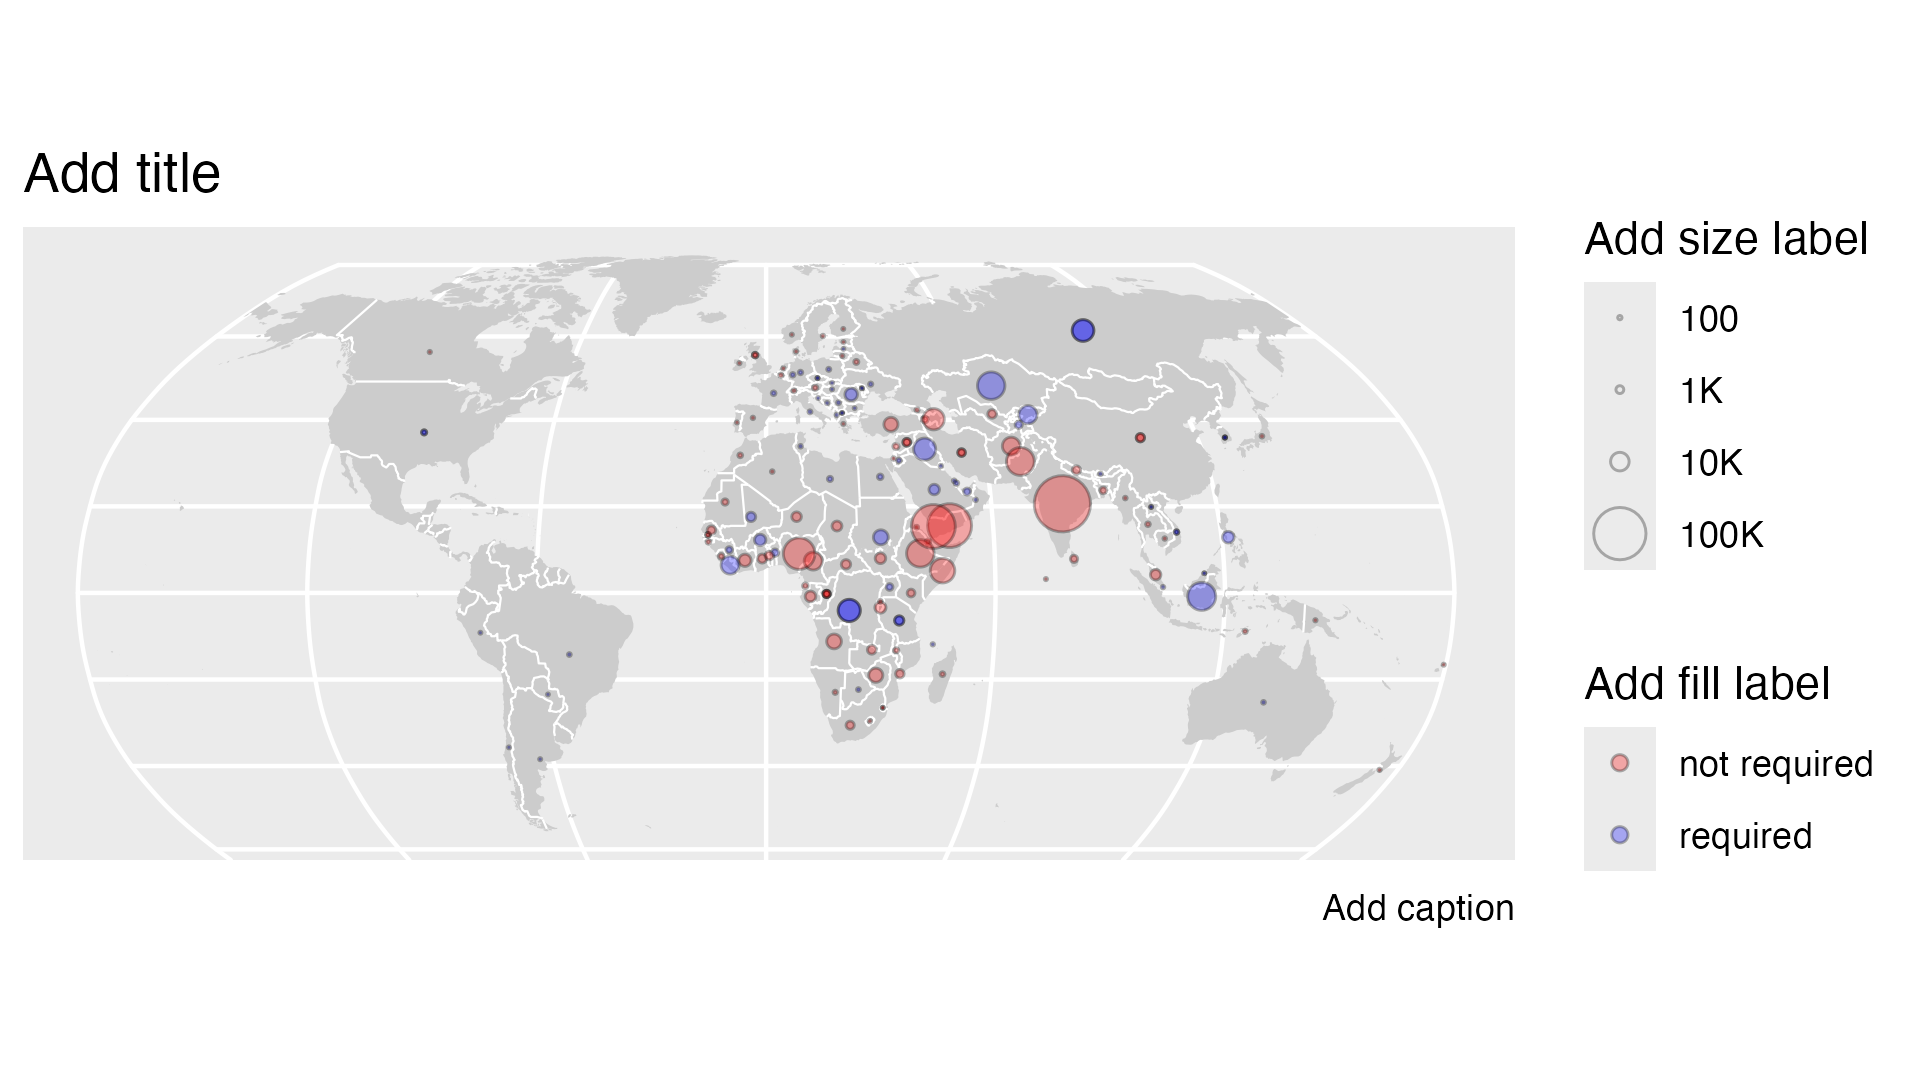 Add title
Add size label
100
1K
10K
100K
Add fill label
not required
required
Add caption